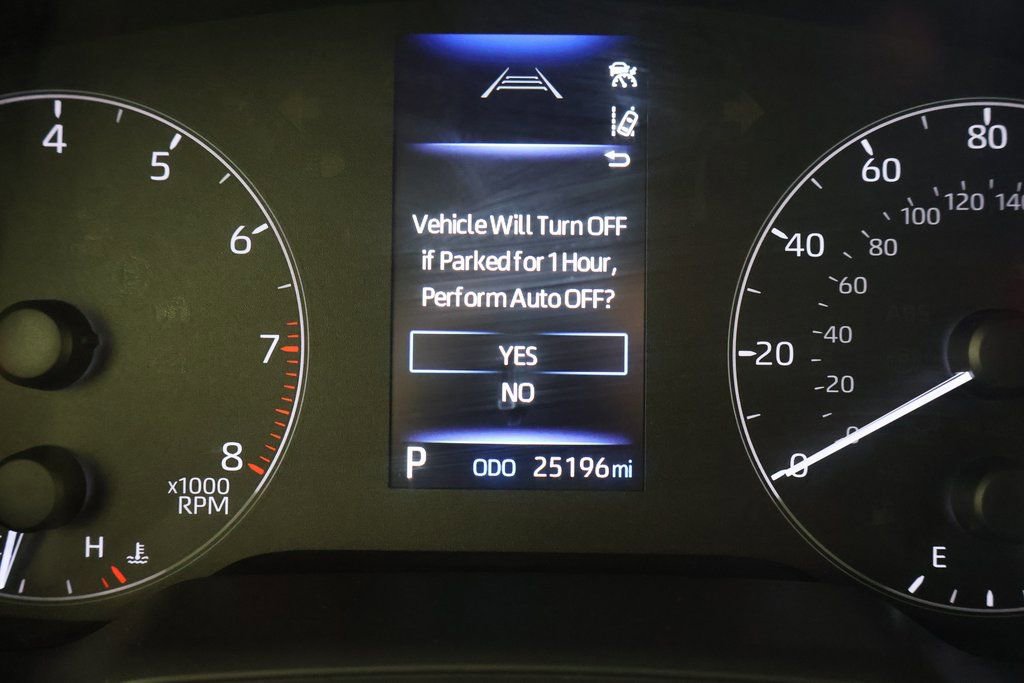 4
5
6
7
8
x1000
RPM
H
Vehicle Will Turn OFF
if Parked for 1 Hour,
Perform Auto OFF?
YES
NO
P ODO 25196 mi
80
60
40
20
0
140
120
100
80
60
40
20
0
E